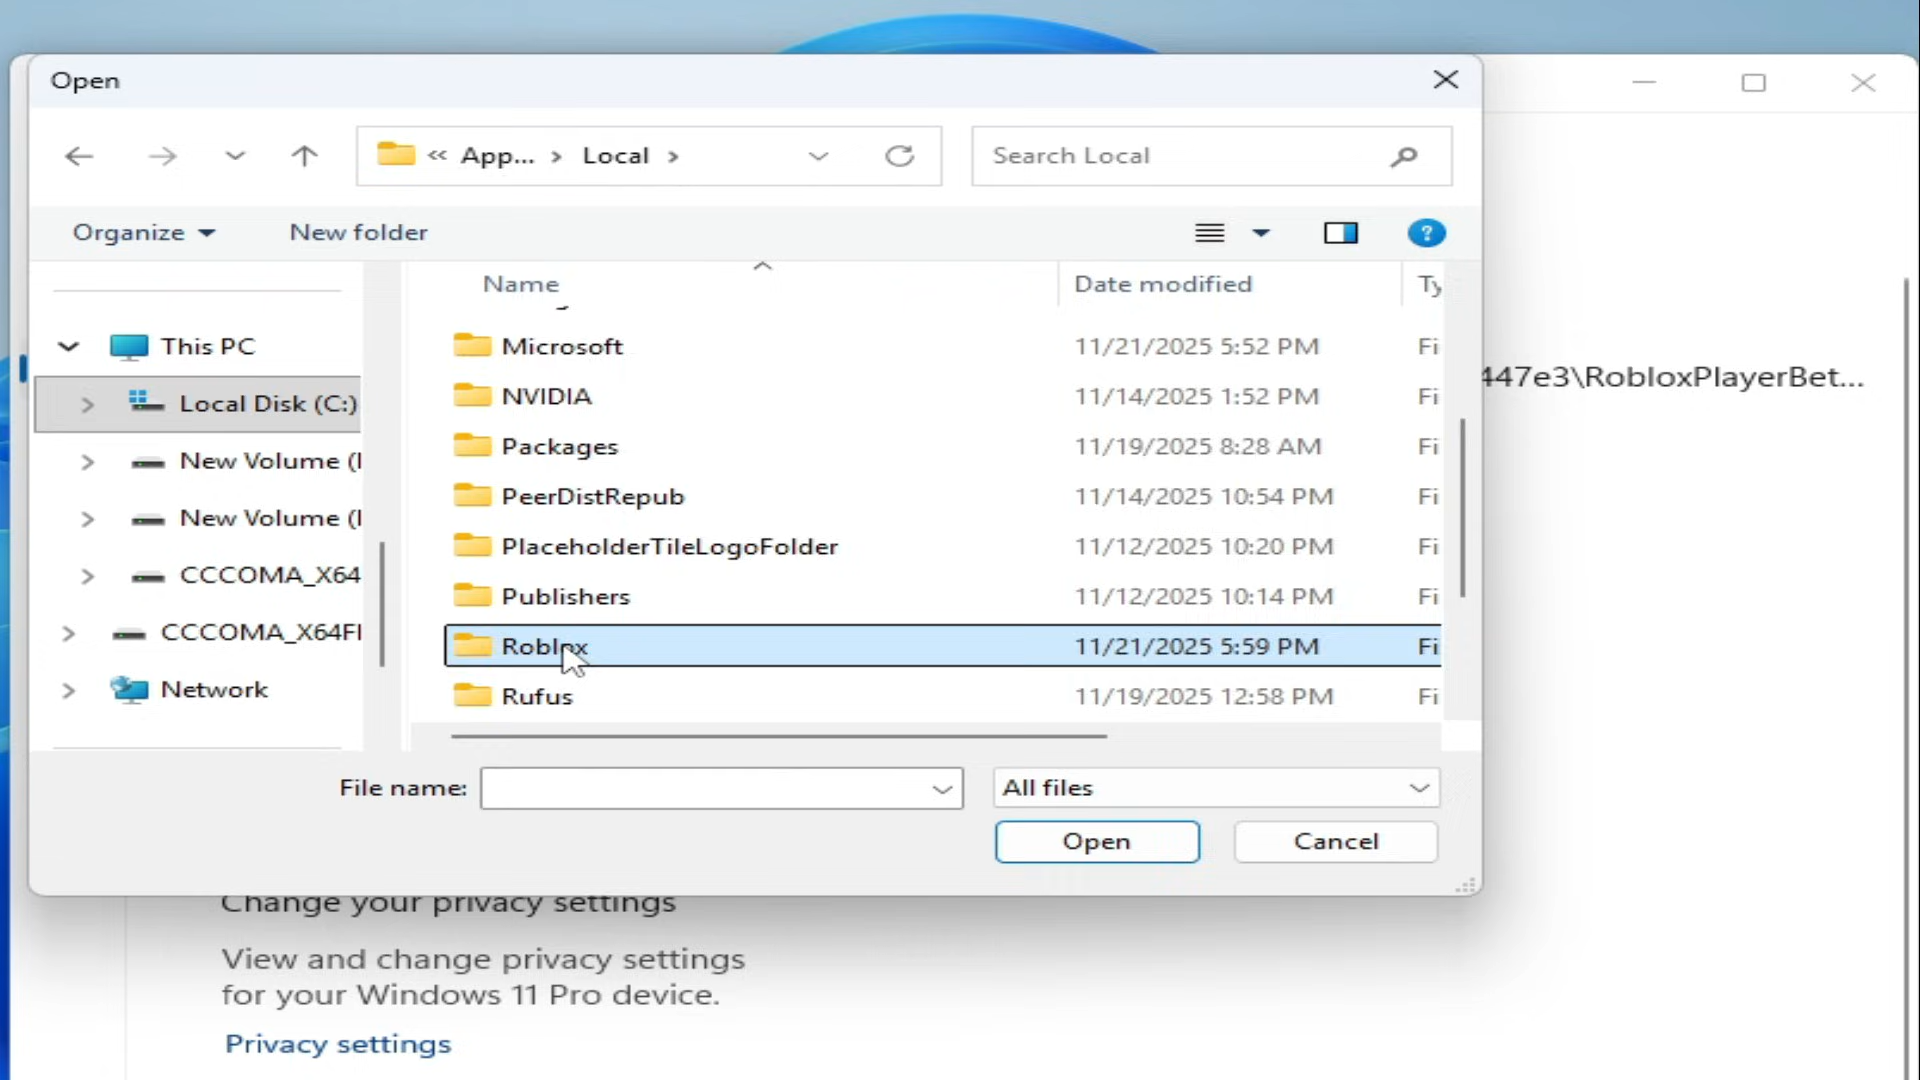 Open
« App... > Local >
Search Local
Organize
New folder
?
Name
Date modified
Ty
This PC
Local Disk (C:)
New Volume (
New Volume (
CCCOMA_X64
CCCOMA_X64FI
Network
Microsoft 11/21/2025 5:52 PM Fi
NVIDIA 11/14/2025 1:52 PM Fi
Packages 11/19/2025 8:28 AM Fi
PeerDistRepub 11/14/2025 10:54 PM Fi
PlaceholderTileLogoFolder 11/12/2025 10:20 PM Fi
Publishers 11/12/2025 10:14 PM Fi
Roblox 11/21/2025 5:59 PM Fi
Rufus 11/19/2025 12:58 PM Fi
447e3\RobloxPlayerBet...
File name:
All files
Open
Cancel
Change your privacy settings
View and change privacy settings
for your Windows 11 Pro device.
Privacy settings